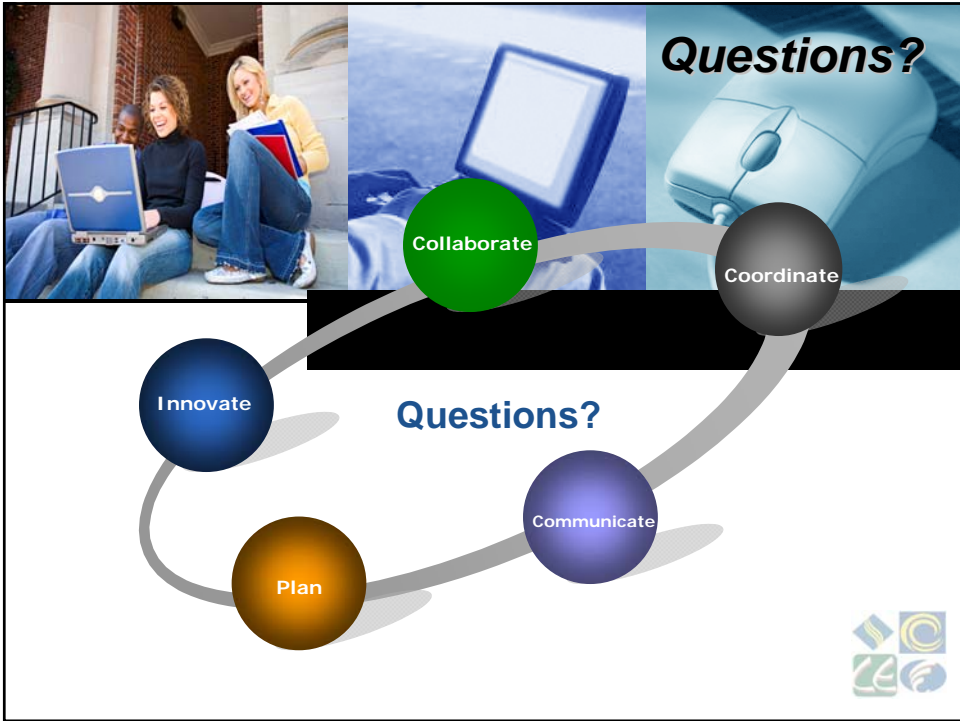 Questions?
Collaborate
Coordinate
Innovate
Questions?
Communicate
Plan